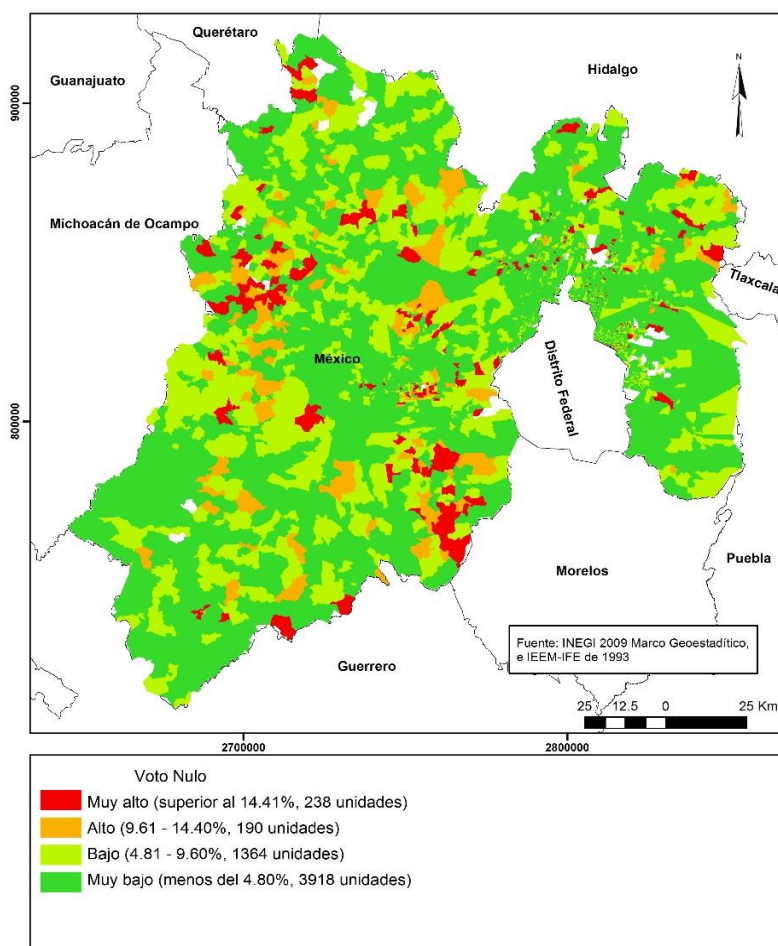 Querétaro
Guanajuato
Hidalgo
N
900000
Michoacán de Ocampo
Tlaxcala
México
Distrito Federal
800000
Morelos
Puebla
Guerrero
Fuente: INEGI 2009 Marco Geoestadítico,
e IEEM-IFE de 1993
25 12.5 0 25 Km
2700000 2800000
Voto Nulo
Muy alto (superior al 14.41%, 238 unidades)
Alto (9.61 - 14.40%, 190 unidades)
Bajo (4.81 - 9.60%, 1364 unidades)
Muy bajo (menos del 4.80%, 3918 unidades)